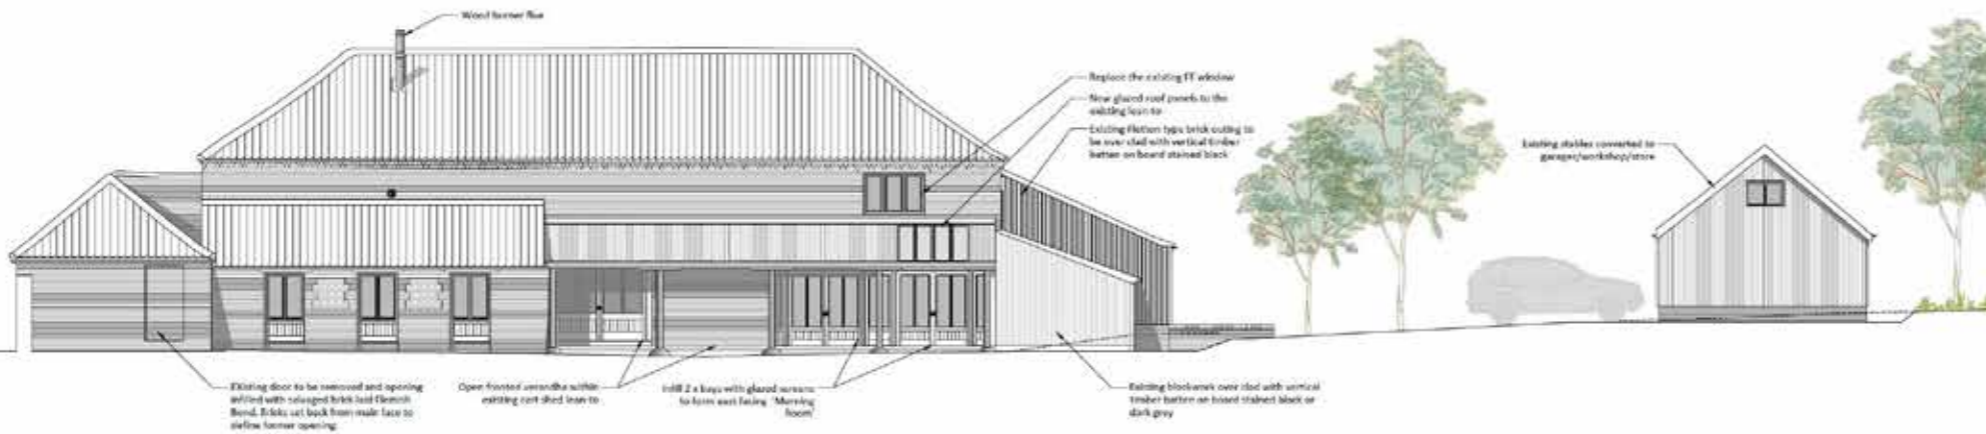 Wood burner flue
Replace the existing FF window
New glazed roof panels to the
existing lean to
Existing fletton type brick outing to
be over clad with vertical timber
batten on board stained black
Existing stables converted to
garages/workshop/store
Existing door to be removed and opening
infilled with salvaged brick laid Flemish
Bond. Bricks set back from main face to
define former opening
Open fronted verandha within
existing cart shed lean to
Infill 2 x bays with glazed screens
to form east facing 'Morning
Room'
Existing blockwork over clad with vertical
timber batten on board stained black or
dark grey